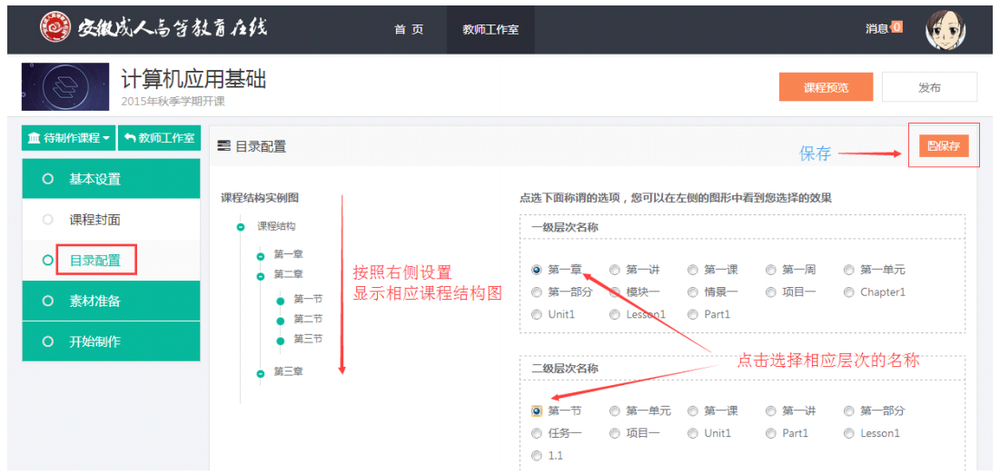 安徽成人高等教育在线
首 页 教师工作室 消息 0
计算机应用基础
2015年秋季学期开课
课程预览 发布
待制作课程 教师工作室
目录配置
保存
保存
基本设置
课程封面
目录配置
素材准备
开始制作
课程结构实例图
课程结构
第一章
第二章
第一节
第二节
第三节
第三章
按照右侧设置
显示相应课程结构图
点选下面称谓的选项，您可以在左侧的图形中看到您选择的效果
一级层次名称
第一章 第一讲 第一课 第一周 第一单元
第一部分 模块一 情景一 项目一 Chapter1
Unit1 Lesson1 Part1
点击选择相应层次的名称
二级层次名称
第一节 第一单元 第一课 第一讲 第一部分
任务一 项目一 Unit1 Part1 Lesson1
1.1